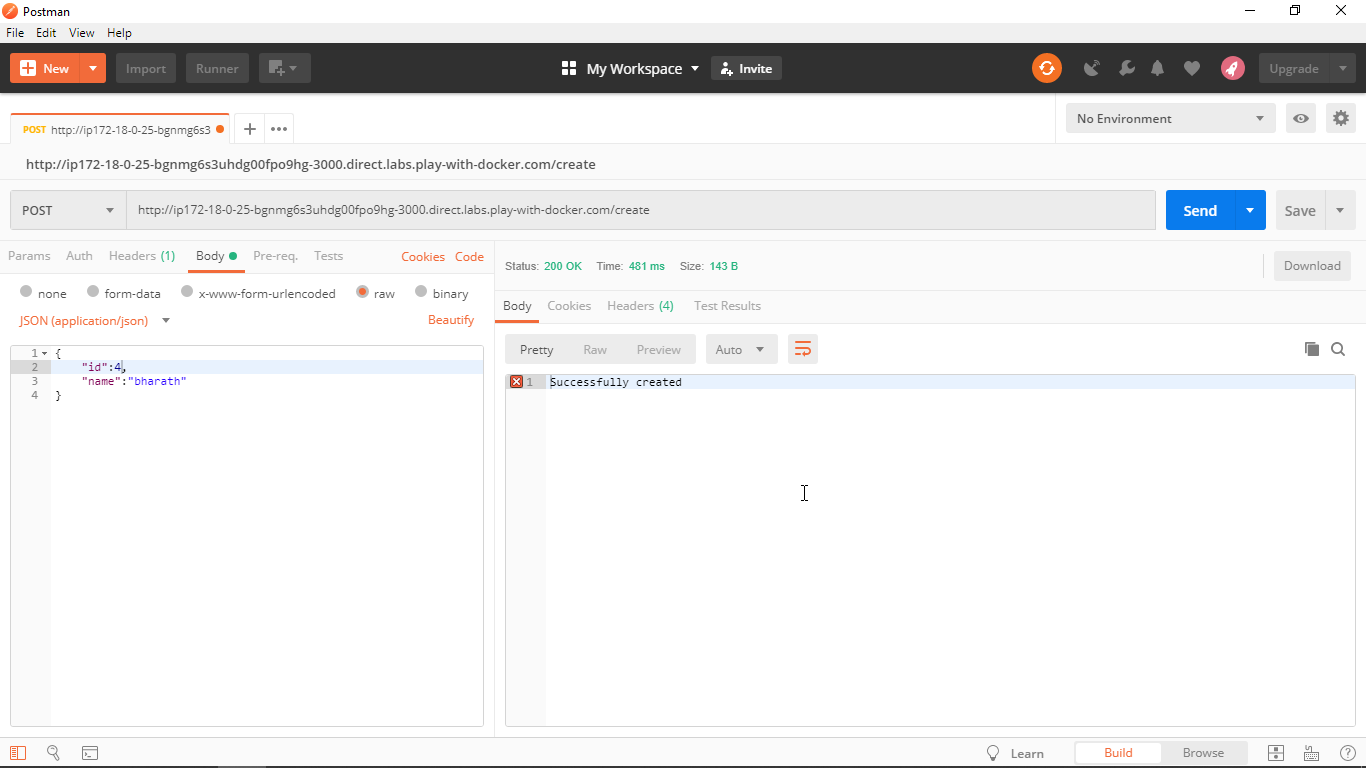 Postman
File Edit View Help
New Import Runner My Workspace Invite Upgrade
POST http://ip172-18-0-25-bgnmg6s3 No Environment
http://ip172-18-0-25-bgnmg6s3uhdg00fpo9hg-3000.direct.labs.play-with-docker.com/create
POST http://ip172-18-0-25-bgnmg6s3uhdg00fpo9hg-3000.direct.labs.play-with-docker.com/create Send Save
Params Auth Headers (1) Body Pre-req. Tests Cookies Code
Status: 200 OK Time: 481 ms Size: 143 B Download
none form-data x-www-form-urlencoded raw binary
JSON (application/json) Beautify
Body Cookies Headers (4) Test Results
Pretty Raw Preview Auto
1 {
2 "id":4,
3 "name":"bharath"
4 }
1 Successfully created
Learn Build Browse